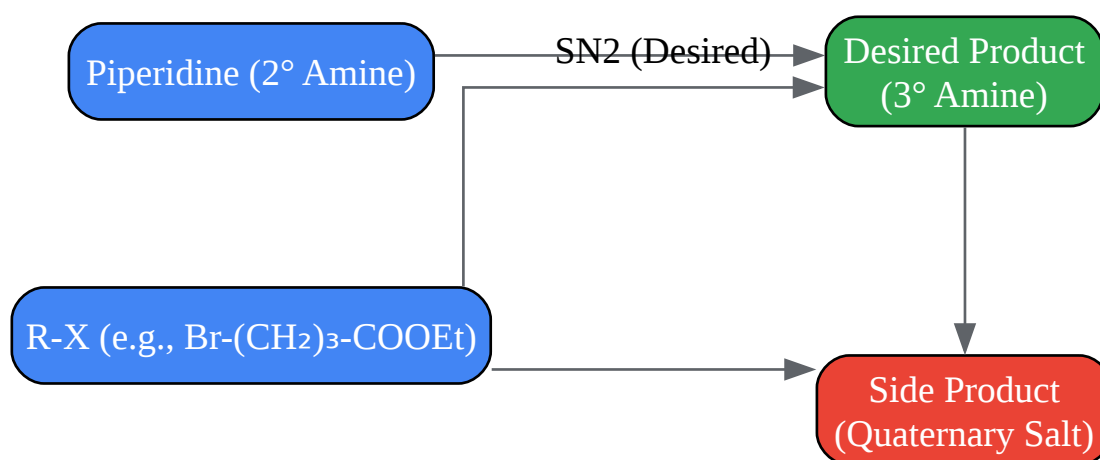 Piperidine (2° Amine)
SN2 (Desired)
Desired Product
(3° Amine)
R-X (e.g., Br-(CH₂)₃-COOEt)
Side Product
(Quaternary Salt)